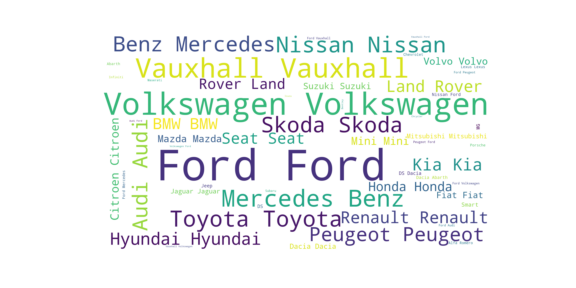 Benz Mercedes
Nissan Nissan
Vauxhall Vauxhall
Volvo Volvo
Rover Land
Suzuki Suzuki
Land Rover
Nissan Ford
Volkswagen Volkswagen
BMW BMW
Skoda Skoda
Mazda Mazda
Seat Seat
Mini Mini
Mitsubishi Mitsubishi
Citroen Citroen
Audi Audi
Ford Ford
Kia Kia
DS Dacia
Jaguar Jaguar
Jeep
Honda Honda
Fiat Fiat
Mercedes Benz
Smart
Toyota Toyota
Renault Renault
Hyundai Hyundai
Peugeot Peugeot
Dacia Dacia